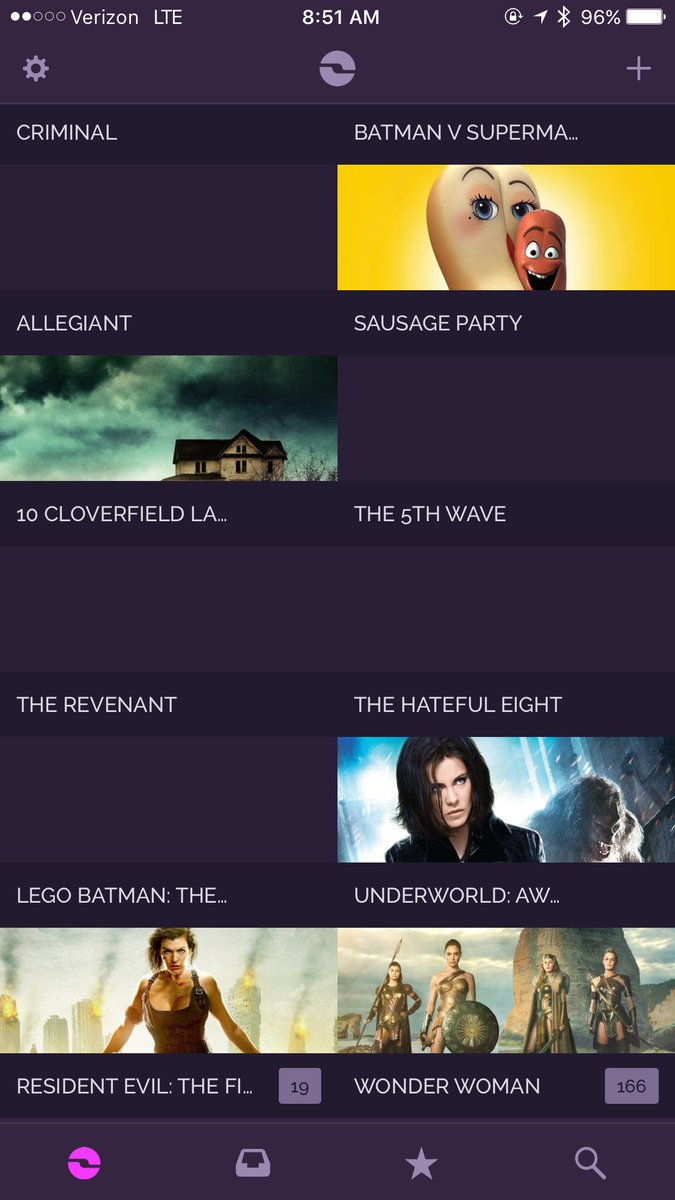 Verizon LTE 8:51 AM 96%
CRIMINAL BATMAN V SUPERMA...
ALLEGIANT SAUSAGE PARTY
10 CLOVERFIELD LA... THE 5TH WAVE
THE REVENANT THE HATEFUL EIGHT
LEGO BATMAN: THE... UNDERWORLD: AW...
RESIDENT EVIL: THE FI... 19 WONDER WOMAN 166